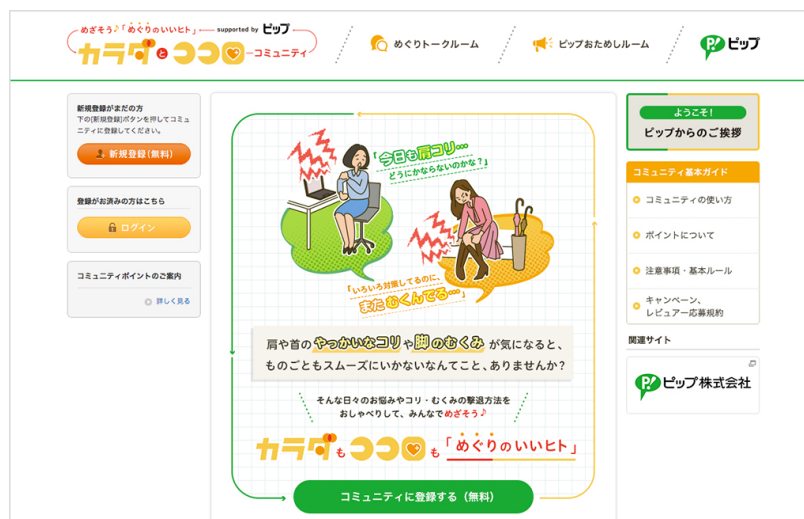 めざそう♪「めぐりのいいヒト」
supported by ピップ
カラダとココロ
コミュニティ
めぐりトークルーム
ピップおためしルーム
P! ピップ
新規登録がまだの方
下の[新規登録]ボタンを押してコミュ
ニティに登録してください。
新規登録(無料)
登録がお済みの方はこちら
ログイン
コミュニティポイントのご案内
詳しく見る
「今日も肩コリ…
どうにかならないのかな?」
「いろいろ対策してるのに、
またむくんでる…」
肩や首の やっかいなコリ や 脚のむくみ が気になると、
ものごともスムーズにいかないなんてこと、ありませんか?
そんな日々のお悩みやコリ・むくみの撃退方法を
おしゃべりして、みんなでめざそう♪
カラダもココロも「めぐりのいいヒト」
コミュニティに登録する(無料)
ようこそ!
ピップからのご挨拶
コミュニティ基本ガイド
コミュニティの使い方
ポイントについて
注意事項・基本ルール
キャンペーン、
レビュアー応募規約
関連サイト
P! ピップ株式会社